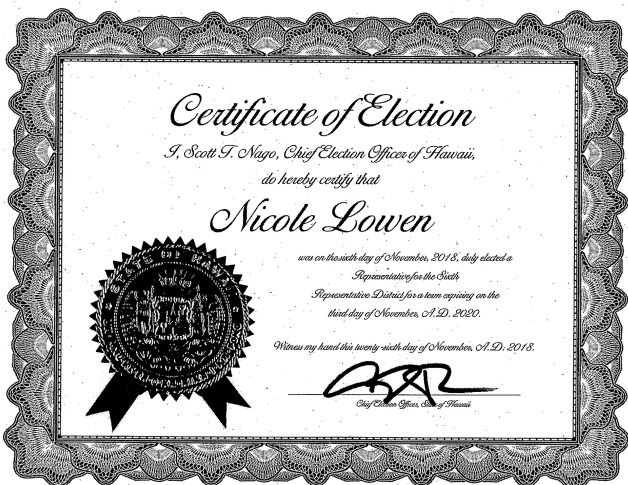 Certificate of Election
I, Scott T. Nago, Chief Election Officer of Hawaii,
do hereby certify that
Nicole Lowen
was on the sixth day of November, 2018, duly elected a
Representative for the Sixth
Representative District for a term expiring on the
third day of November, A.D. 2020.
Witness my hand this twenty-sixth day of November, A.D. 2018.
Chief Election Officer, State of Hawaii
STATE OF